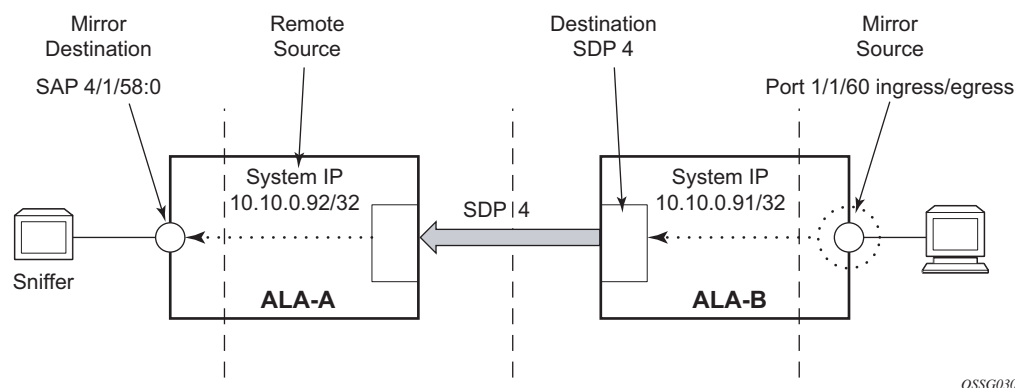 Mirror
Destination
SAP 4/1/58:0
Remote
Source
Destination
SDP 4
Mirror
Source
Port 1/1/60 ingress/egress
System IP
10.10.0.92/32
ALA-A
SDP 4
System IP
10.10.0.91/32
ALA-B
Sniffer
OSSG030